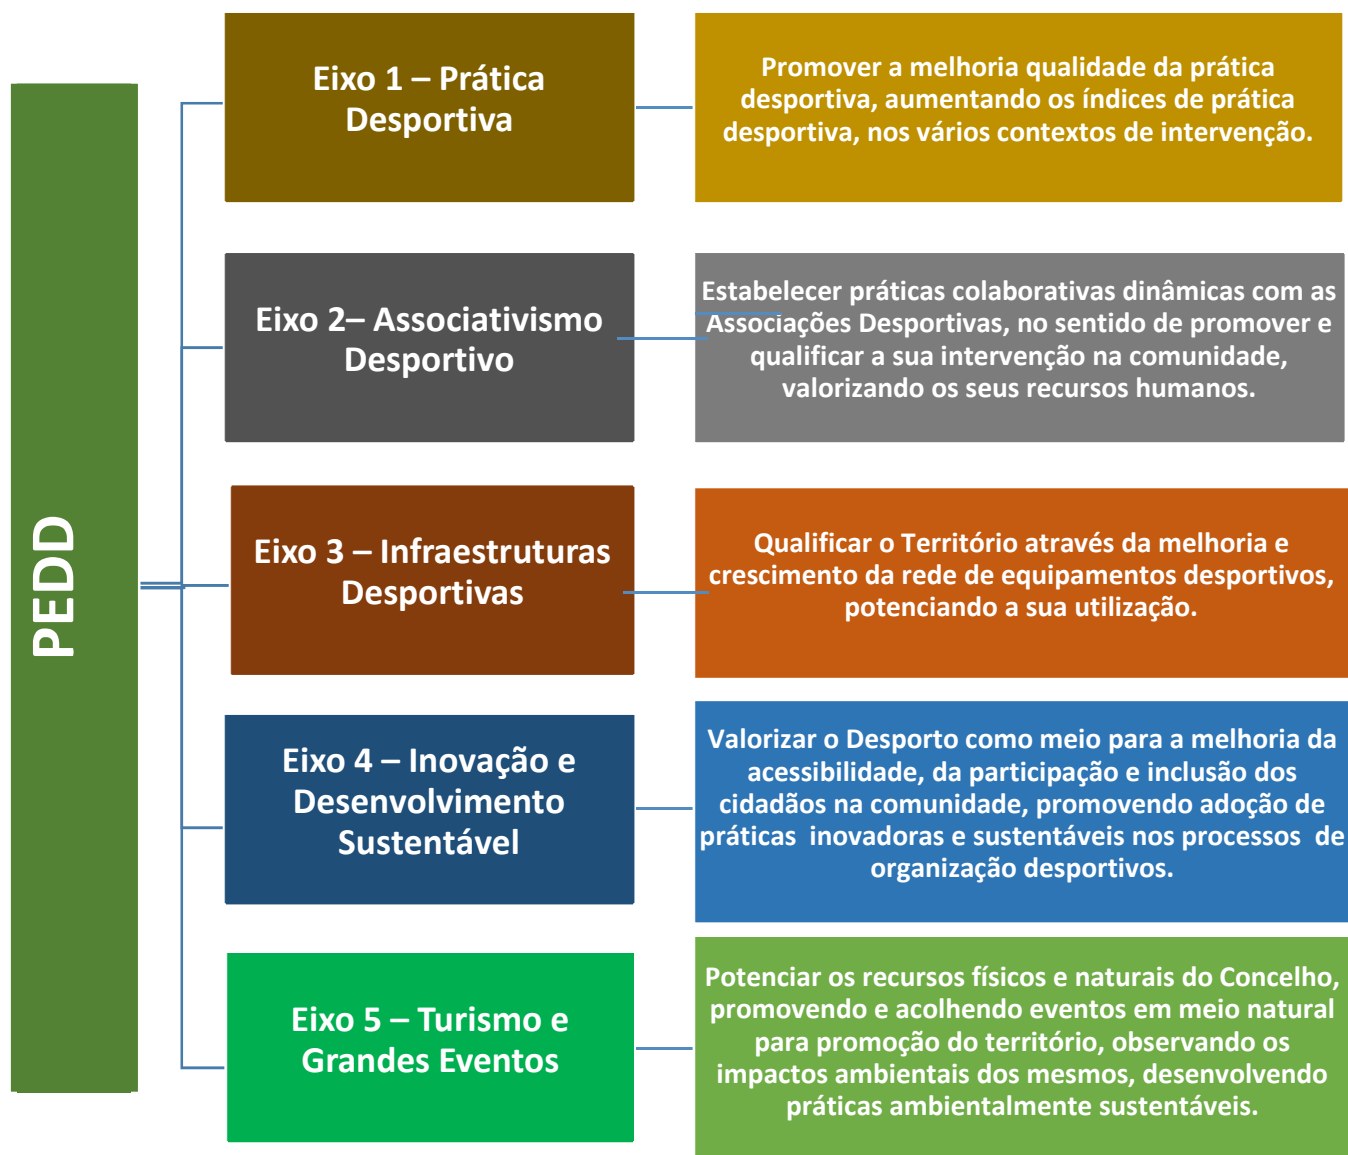 PEDD
Eixo 1 – Prática
Desportiva
Promover a melhoria qualidade da prática
desportiva, aumentando os índices de prática
desportiva, nos vários contextos de intervenção.
Eixo 2– Associativismo
Desportivo
Estabelecer práticas colaborativas dinâmicas com as
Associações Desportivas, no sentido de promover e
qualificar a sua intervenção na comunidade,
valorizando os seus recursos humanos.
Eixo 3 – Infraestruturas
Desportivas
Qualificar o Território através da melhoria e
crescimento da rede de equipamentos desportivos,
potenciando a sua utilização.
Eixo 4 – Inovação e
Desenvolvimento
Sustentável
Valorizar o Desporto como meio para a melhoria da
acessibilidade, da participação e inclusão dos
cidadãos na comunidade, promovendo adoção de
práticas inovadoras e sustentáveis nos processos de
organização desportivos.
Eixo 5 – Turismo e
Grandes Eventos
Potenciar os recursos físicos e naturais do Concelho,
promovendo e acolhendo eventos em meio natural
para promoção do território, observando os
impactos ambientais dos mesmos, desenvolvendo
práticas ambientalmente sustentáveis.